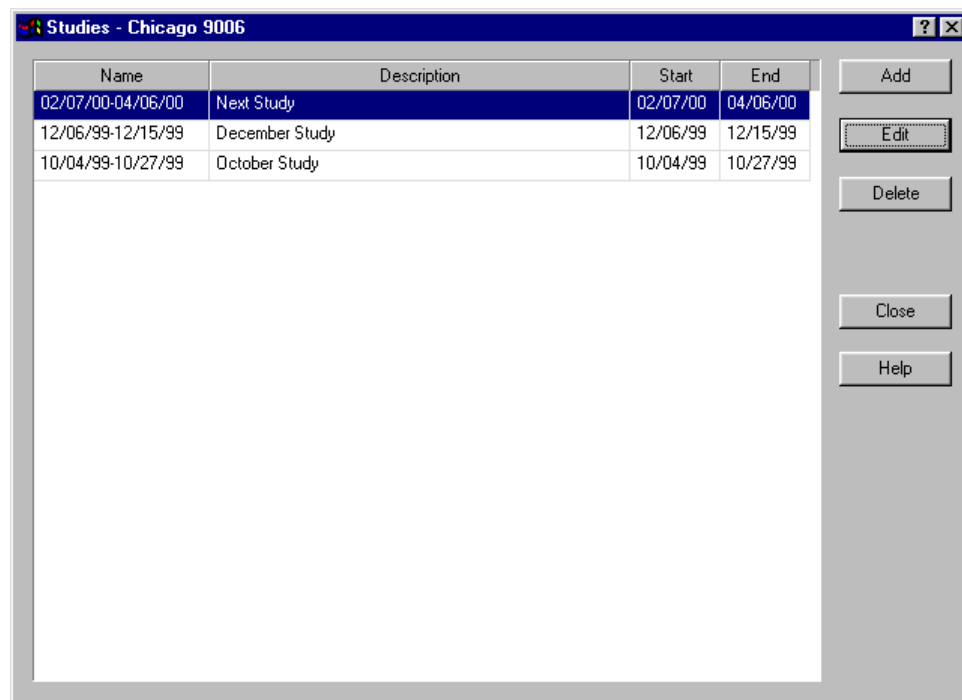 Studies - Chicago 9006
Name Description Start End Add
02/07/00-04/06/00 Next Study 02/07/00 04/06/00
12/06/99-12/15/99 December Study 12/06/99 12/15/99 Edit
10/04/99-10/27/99 October Study 10/04/99 10/27/99
Delete
Close
Help